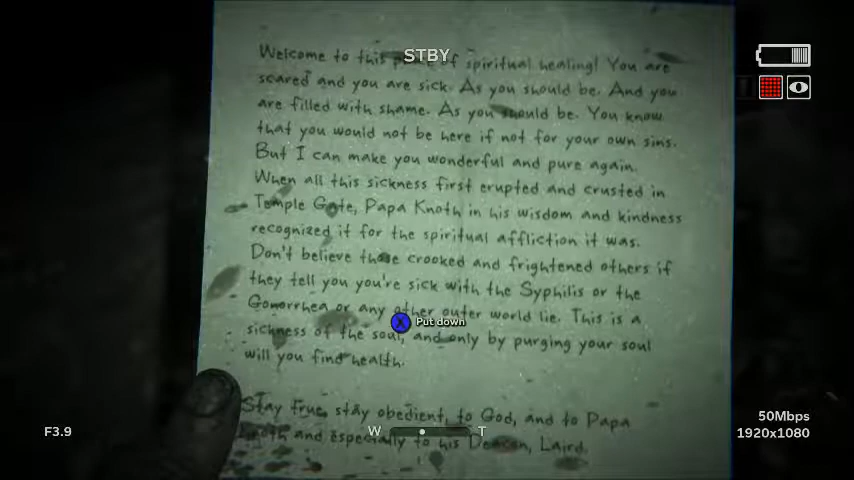 STBY
Welcome to this place of spiritual healing! You are
scared and you are sick. As you should be. And you
are filled with shame. As you should be. You know
that you would not be here if not for your own sins.
But I can make you wonderful and pure again.
When all this sickness first erupted and crusted in
Temple Gate, Papa Knoth in his wisdom and kindness
recognized it for the spiritual affliction it was.
Don't believe those crooked and frightened others if
they tell you you're sick with the Syphilis or the
Gonorrhea or any other outer world lie. This is a
X Put down
sickness of the soul, and only by purging your soul
will you find health.
Stay true, stay obedient, to God, and to Papa
Knoth and especially to his Deacon, Laird.
F3.9
W T
50Mbps
1920x1080